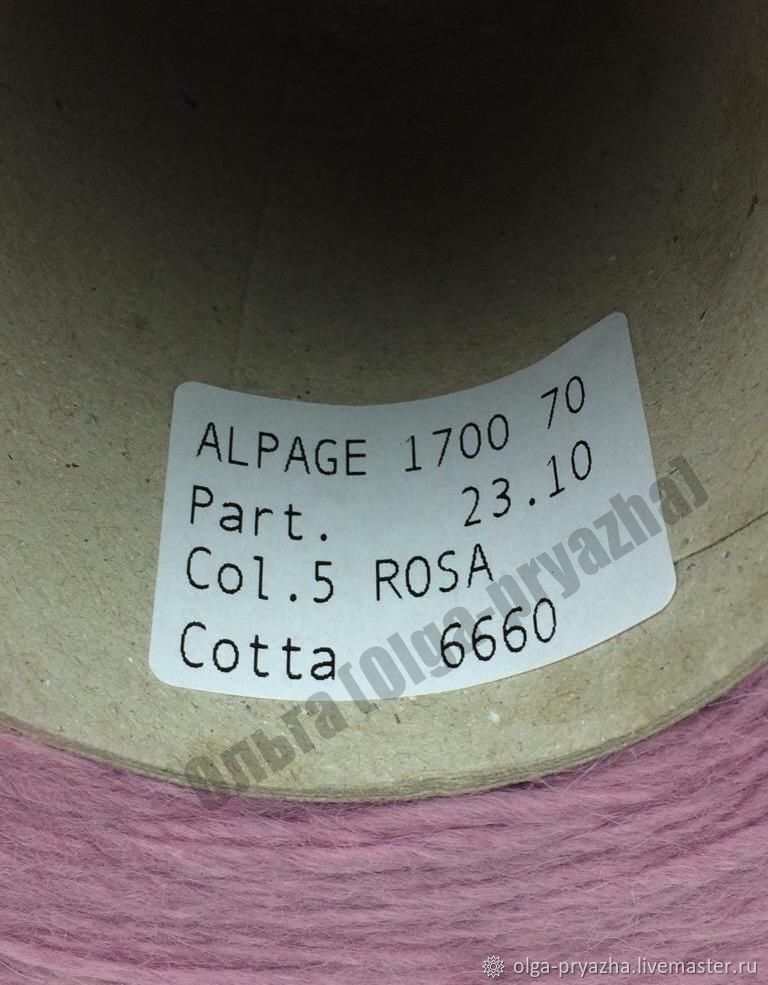 ALPAGE 1700 70
Part. 23.10
Col.5 ROSA
Cotta 6660
Ольга (olga-pryazha)
olga-pryazha.livemaster.ru